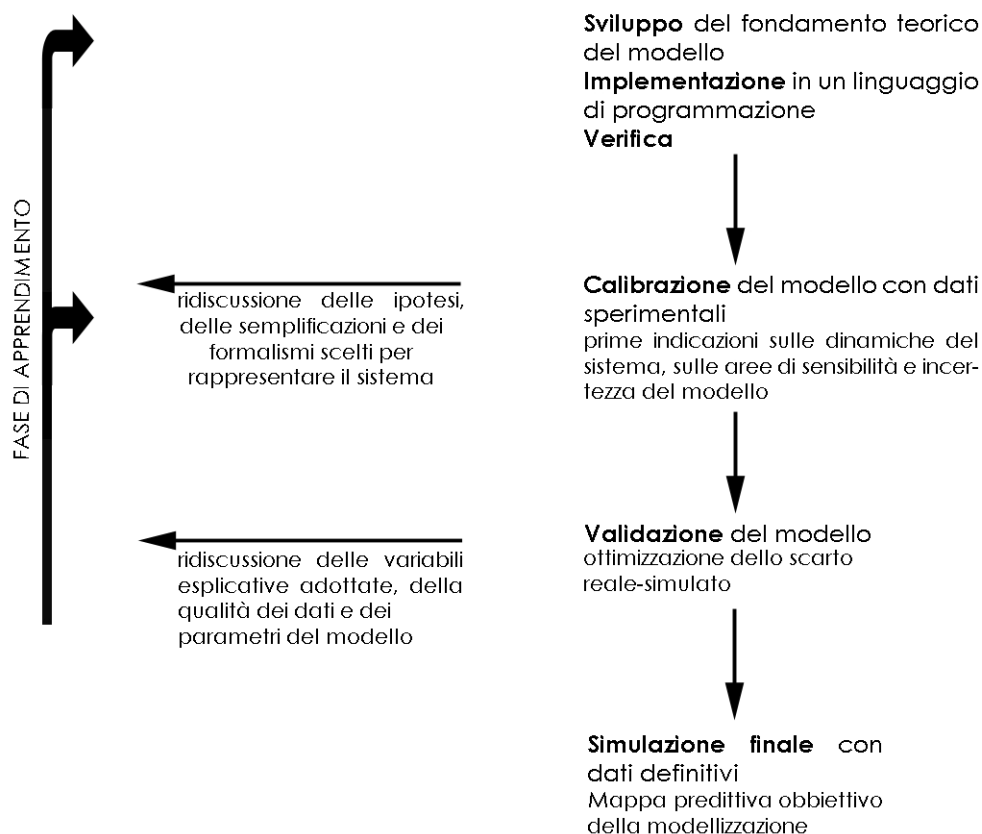 Sviluppo del fondamento teorico
del modello
Implementazione in un linguaggio
di programmazione
Verifica
FASE DI APPRENDIMENTO
ridiscussione delle ipotesi,
delle semplificazioni e dei
formalismi scelti per
rappresentare il sistema
Calibrazione del modello con dati
sperimentali
prime indicazioni sulle dinamiche del
sistema, sulle aree di sensibilità e incer-
tezza del modello
ridiscussione delle variabili
esplicative adottate, della
qualità dei dati e dei
parametri del modello
Validazione del modello
ottimizzazione dello scarto
reale-simulato
Simulazione finale con
dati definitivi
Mappa predittiva obbiettivo
della modellizzazione